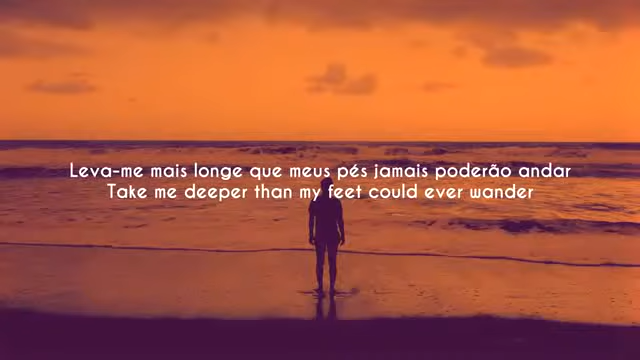 Leva-me mais longe que meus pés jamais poderão andar
Take me deeper than my feet could ever wander